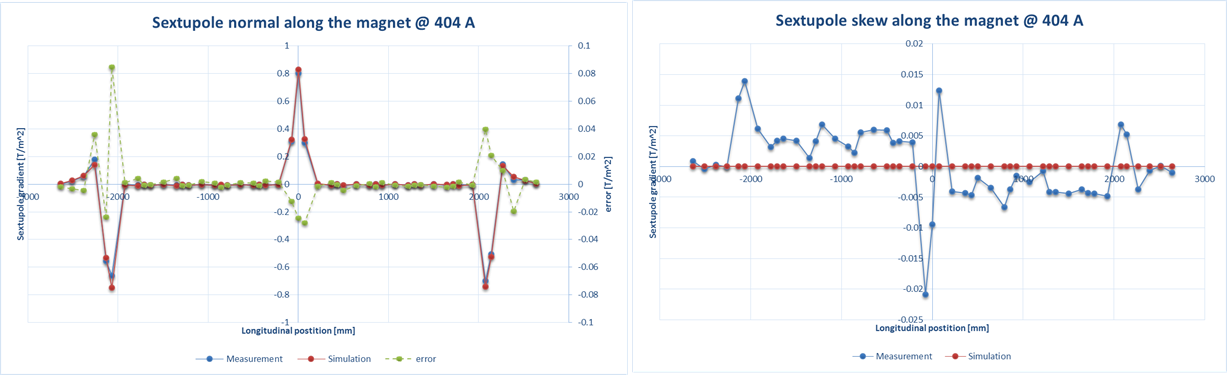 Sextupole normal along the magnet @ 404 A
1 0.1
0.8 0.08
0.6 0.06
0.4 0.04
0.2 0.02
0 0
-0.2 -0.02
-0.4 -0.04
-0.6 -0.06
-0.8 -0.08
-1 -0.1
-1000 0 1000 2000 3000
Sextupole gradient [T/m^2]
error [T/m^2]
Longitudinal postition [mm]
Measurement Simulation error
Sextupole skew along the magnet @ 404 A
0.02
0.015
0.01
0.005
0
-0.005
-0.01
-0.015
-0.02
-0.025
-2000 -1000 0 1000 2000 3000
Sextupole gradient [T/m^2]
Longitudinal postition [mm]
Measurement Simulation